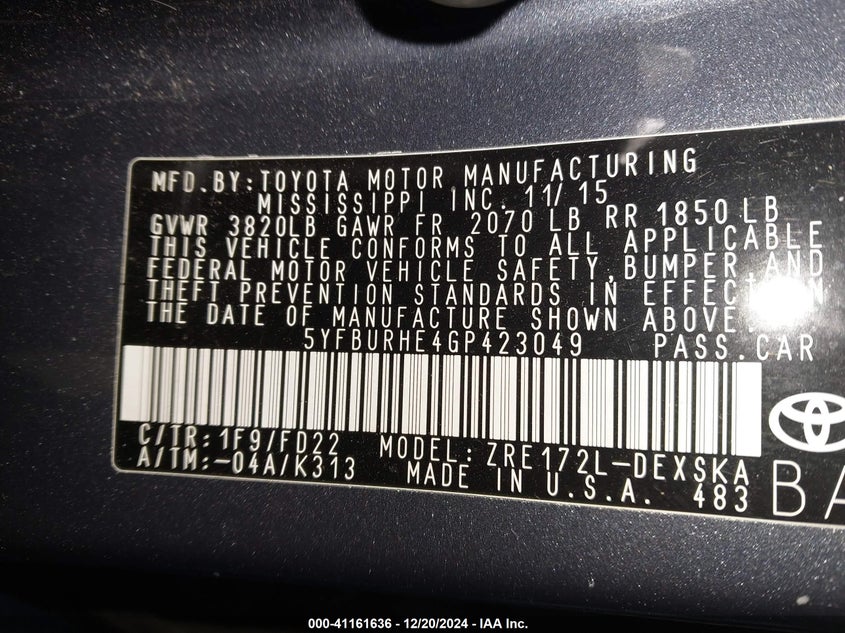 MFD.BY:TOYOTA MOTOR MANUFACTURING
MISSISSIPPI INC. 11/15
GVWR 3820LB GAWR FR 2070 LB RR 1850 LB
THIS VEHICLE CONFORMS TO ALL APPLICABLE
FEDERAL MOTOR VEHICLE SAFETY,BUMPER,AND
THEFT PREVENTION STANDARDS IN EFFECT ON
THE DATE OF MANUFACTURE SHOWN ABOVE.
5YFBURHE4GP423049 PASS.CAR
C/TR:1F9/FD22 MODEL:ZRE172L-DEXSKA
A/TM:-04A/K313 MADE IN U.S.A. 483
BA
000-41161636 - 12/20/2024 - IAA Inc.